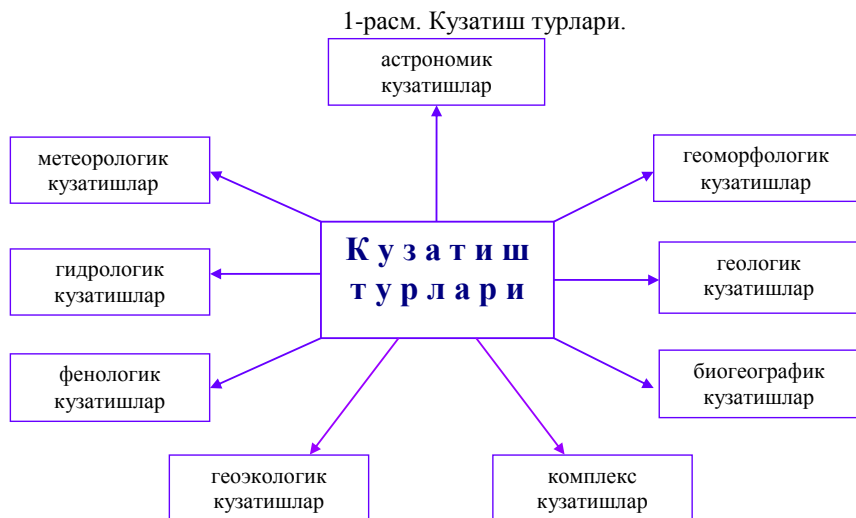 1-расм. Кузатиш турлари.
астрономик
кузатишлар
метеорологик
кузатишлар
геоморфологик
кузатишлар
К у з а т и ш
т у р л а р и
гидрологик
кузатишлар
геологик
кузатишлар
фенологик
кузатишлар
биогеографик
кузатишлар
геоэкологик
кузатишлар
комплекс
кузатишлар